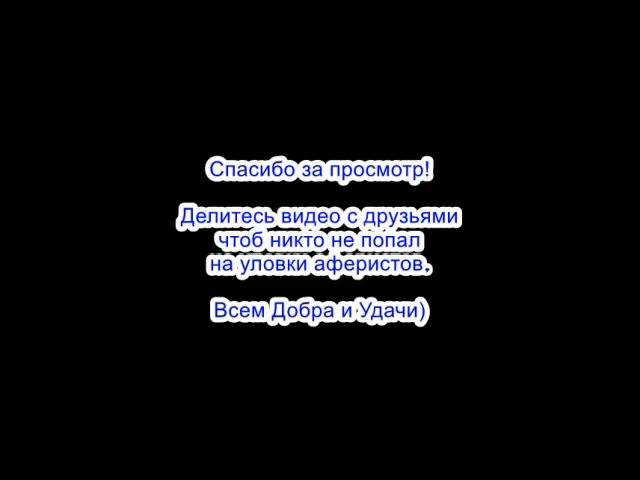 Спасибо за просмотр!
Делитесь видео с друзьями
чтоб никто не попал
на уловки аферистов.
Всем Добра и Удачи)